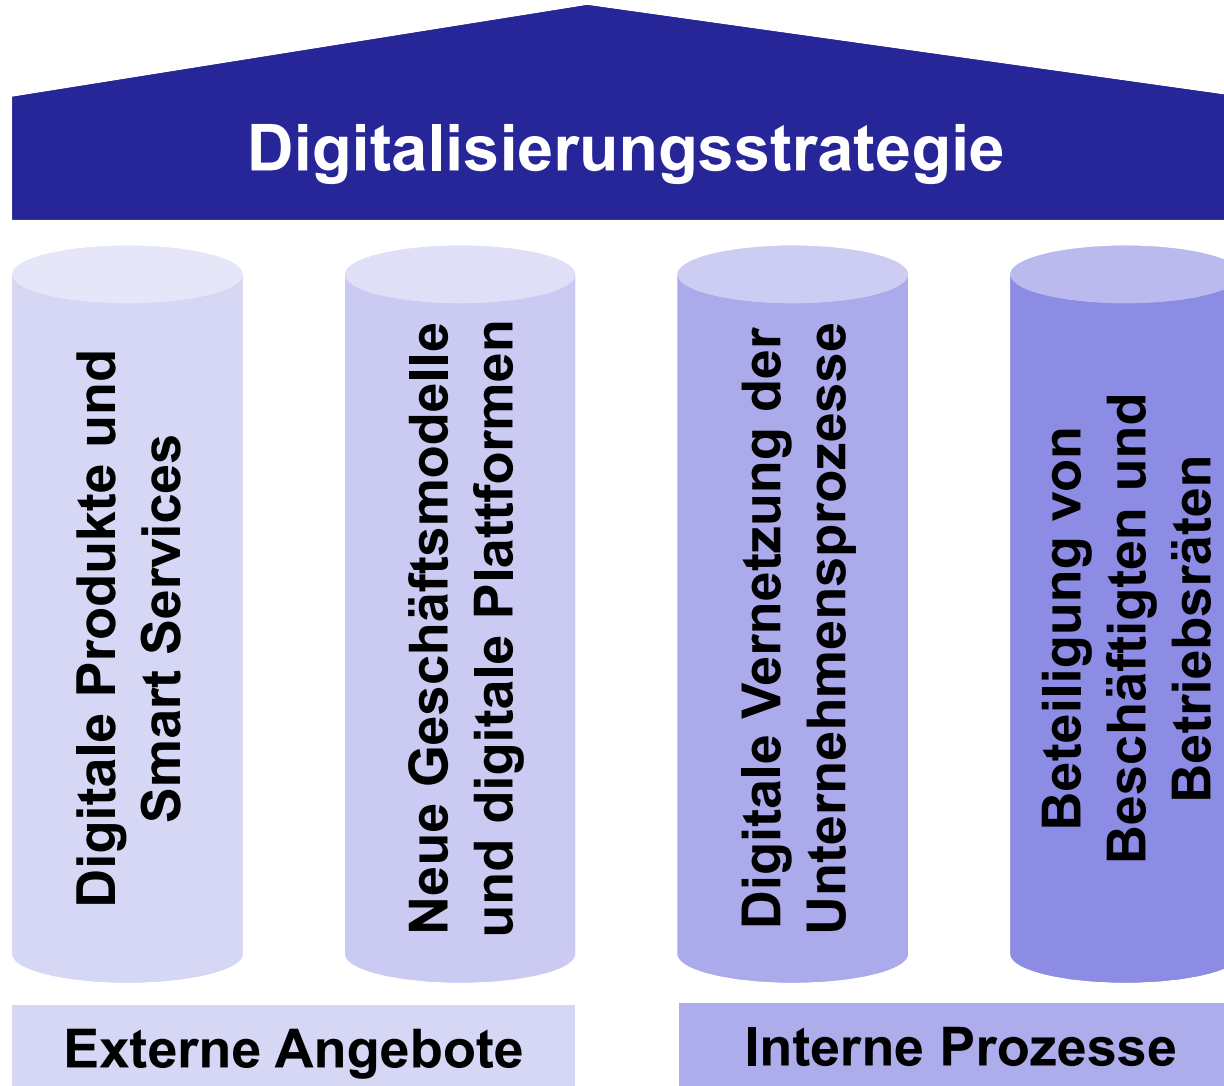 Digitalisierungsstrategie
Digitale Produkte und
Smart Services
Neue Geschäftsmodelle
und digitale Plattformen
Digitale Vernetzung der
Unternehmensprozesse
Beteiligung von
Beschäftigten und
Betriebsräten
Externe Angebote
Interne Prozesse